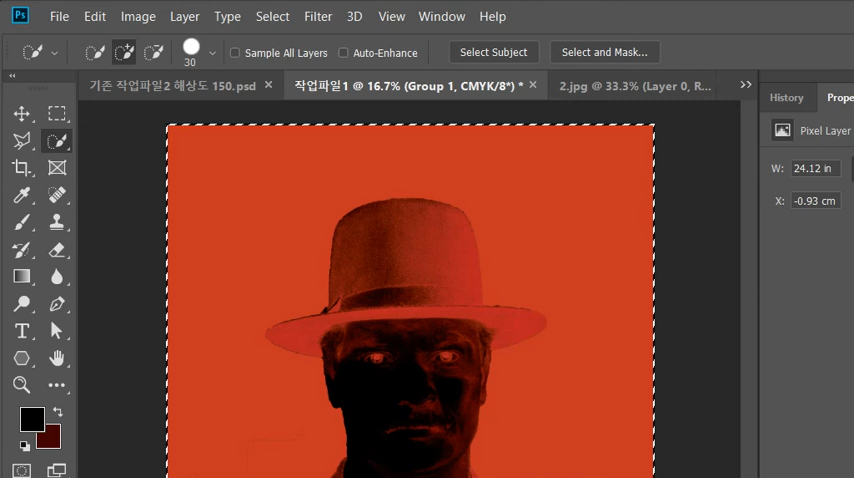 Ps File Edit Image Layer Type Select Filter 3D View Window Help
30 Sample All Layers Auto-Enhance Select Subject Select and Mask...
기존 작업파일2 해상도 150.psd × 작업파일1 @ 16.7% (Group 1, CMYK/8*) * × 2.jpg @ 33.3% (Layer 0, R...
History Prope
Pixel Layer
W: 24.12 in
X: -0.93 cm